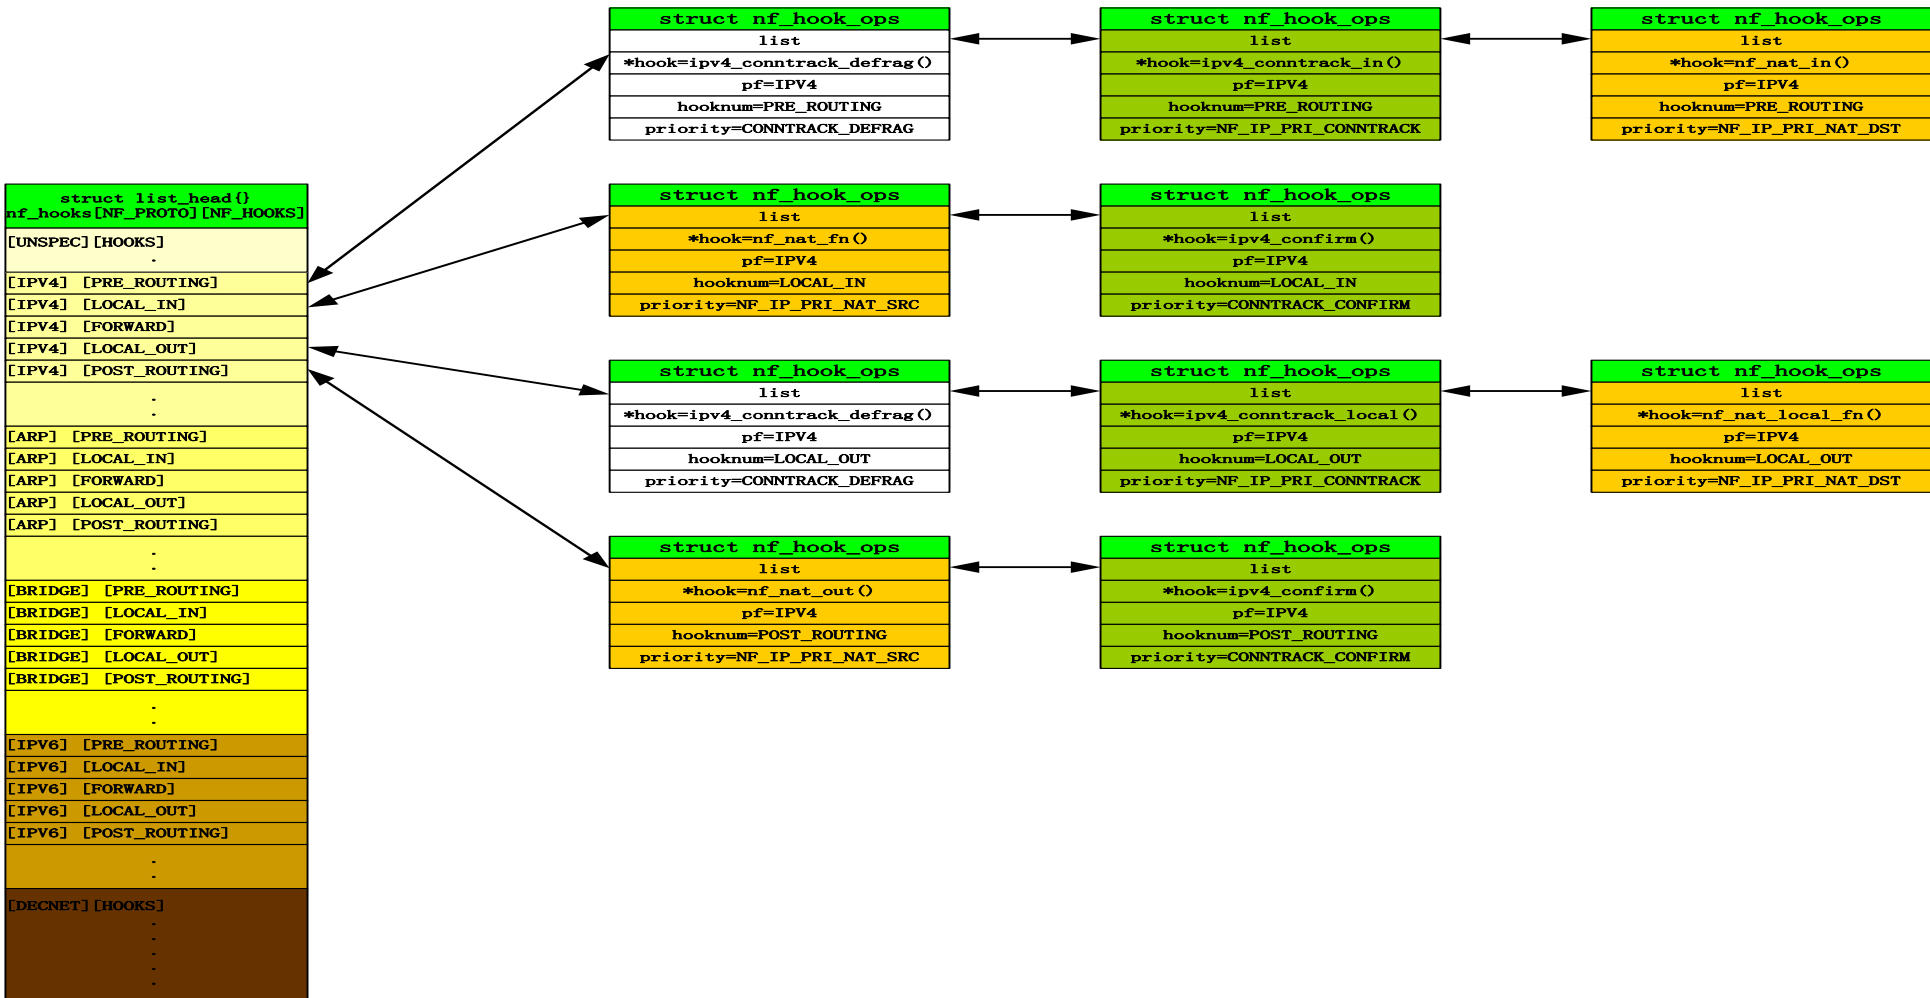 struct list_head{}
nf_hooks[NF_PROTO][NF_HOOKS]
[UNSPEC][HOOKS]
.
[IPV4] [PRE_ROUTING]
[IPV4] [LOCAL_IN]
[IPV4] [FORWARD]
[IPV4] [LOCAL_OUT]
[IPV4] [POST_ROUTING]
.
.
[ARP] [PRE_ROUTING]
[ARP] [LOCAL_IN]
[ARP] [FORWARD]
[ARP] [LOCAL_OUT]
[ARP] [POST_ROUTING]
.
.
[BRIDGE] [PRE_ROUTING]
[BRIDGE] [LOCAL_IN]
[BRIDGE] [FORWARD]
[BRIDGE] [LOCAL_OUT]
[BRIDGE] [POST_ROUTING]
.
.
[IPV6] [PRE_ROUTING]
[IPV6] [LOCAL_IN]
[IPV6] [FORWARD]
[IPV6] [LOCAL_OUT]
[IPV6] [POST_ROUTING]
.
.
[DECNET][HOOKS]
.
.
.
.
.
struct nf_hook_ops
list
*hook=ipv4_conntrack_defrag()
pf=IPV4
hooknum=PRE_ROUTING
priority=CONNTRACK_DEFRAG
struct nf_hook_ops
list
*hook=ipv4_conntrack_in()
pf=IPV4
hooknum=PRE_ROUTING
priority=NF_IP_PRI_CONNTRACK
struct nf_hook_ops
list
*hook=nf_nat_in()
pf=IPV4
hooknum=PRE_ROUTING
priority=NF_IP_PRI_NAT_DST
struct nf_hook_ops
list
*hook=nf_nat_fn()
pf=IPV4
hooknum=LOCAL_IN
priority=NF_IP_PRI_NAT_SRC
struct nf_hook_ops
list
*hook=ipv4_confirm()
pf=IPV4
hooknum=LOCAL_IN
priority=CONNTRACK_CONFIRM
struct nf_hook_ops
list
*hook=ipv4_conntrack_defrag()
pf=IPV4
hooknum=LOCAL_OUT
priority=CONNTRACK_DEFRAG
struct nf_hook_ops
list
*hook=ipv4_conntrack_local()
pf=IPV4
hooknum=LOCAL_OUT
priority=NF_IP_PRI_CONNTRACK
struct nf_hook_ops
list
*hook=nf_nat_local_fn()
pf=IPV4
hooknum=LOCAL_OUT
priority=NF_IP_PRI_NAT_DST
struct nf_hook_ops
list
*hook=nf_nat_out()
pf=IPV4
hooknum=POST_ROUTING
priority=NF_IP_PRI_NAT_SRC
struct nf_hook_ops
list
*hook=ipv4_confirm()
pf=IPV4
hooknum=POST_ROUTING
priority=CONNTRACK_CONFIRM